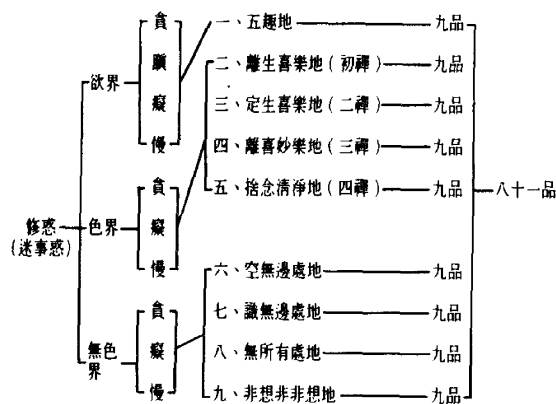 修惑
(迷事惑)
欲界
貪
瞋
癡
慢
色界
貪
癡
慢
無色
界
貪
癡
慢
一、五趣地 九品
二、離生喜樂地(初禪) 九品
三、定生喜樂地(二禪) 九品
四、離喜妙樂地(三禪) 九品
五、捨念清淨地(四禪) 九品
六、空無邊處地 九品
七、識無邊處地 九品
八、無所有處地 九品
九、非想非非想地 九品
八十一品